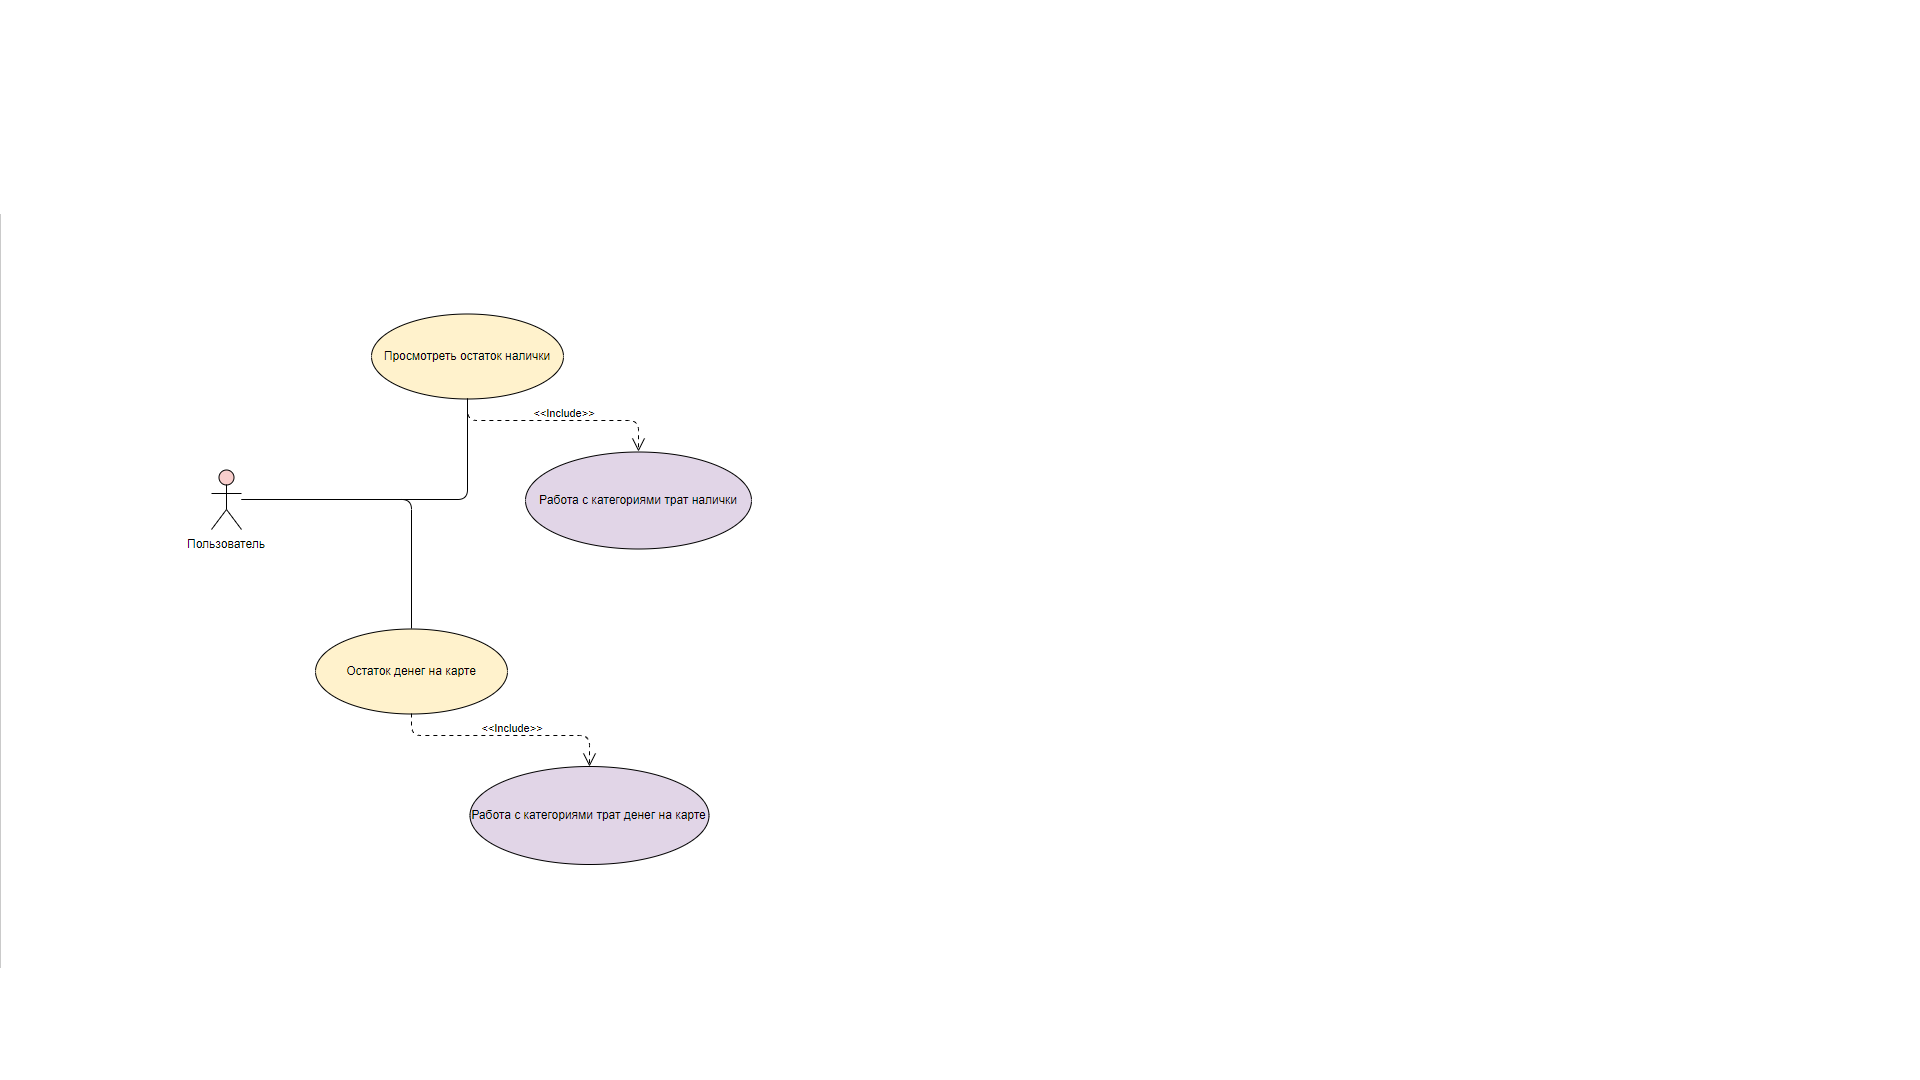 Просмотреть остаток налички
<<Include>>
Работа с категориями трат налички
Пользователь
Остаток денег на карте
<<Include>>
Работа с категориями трат денег на карте